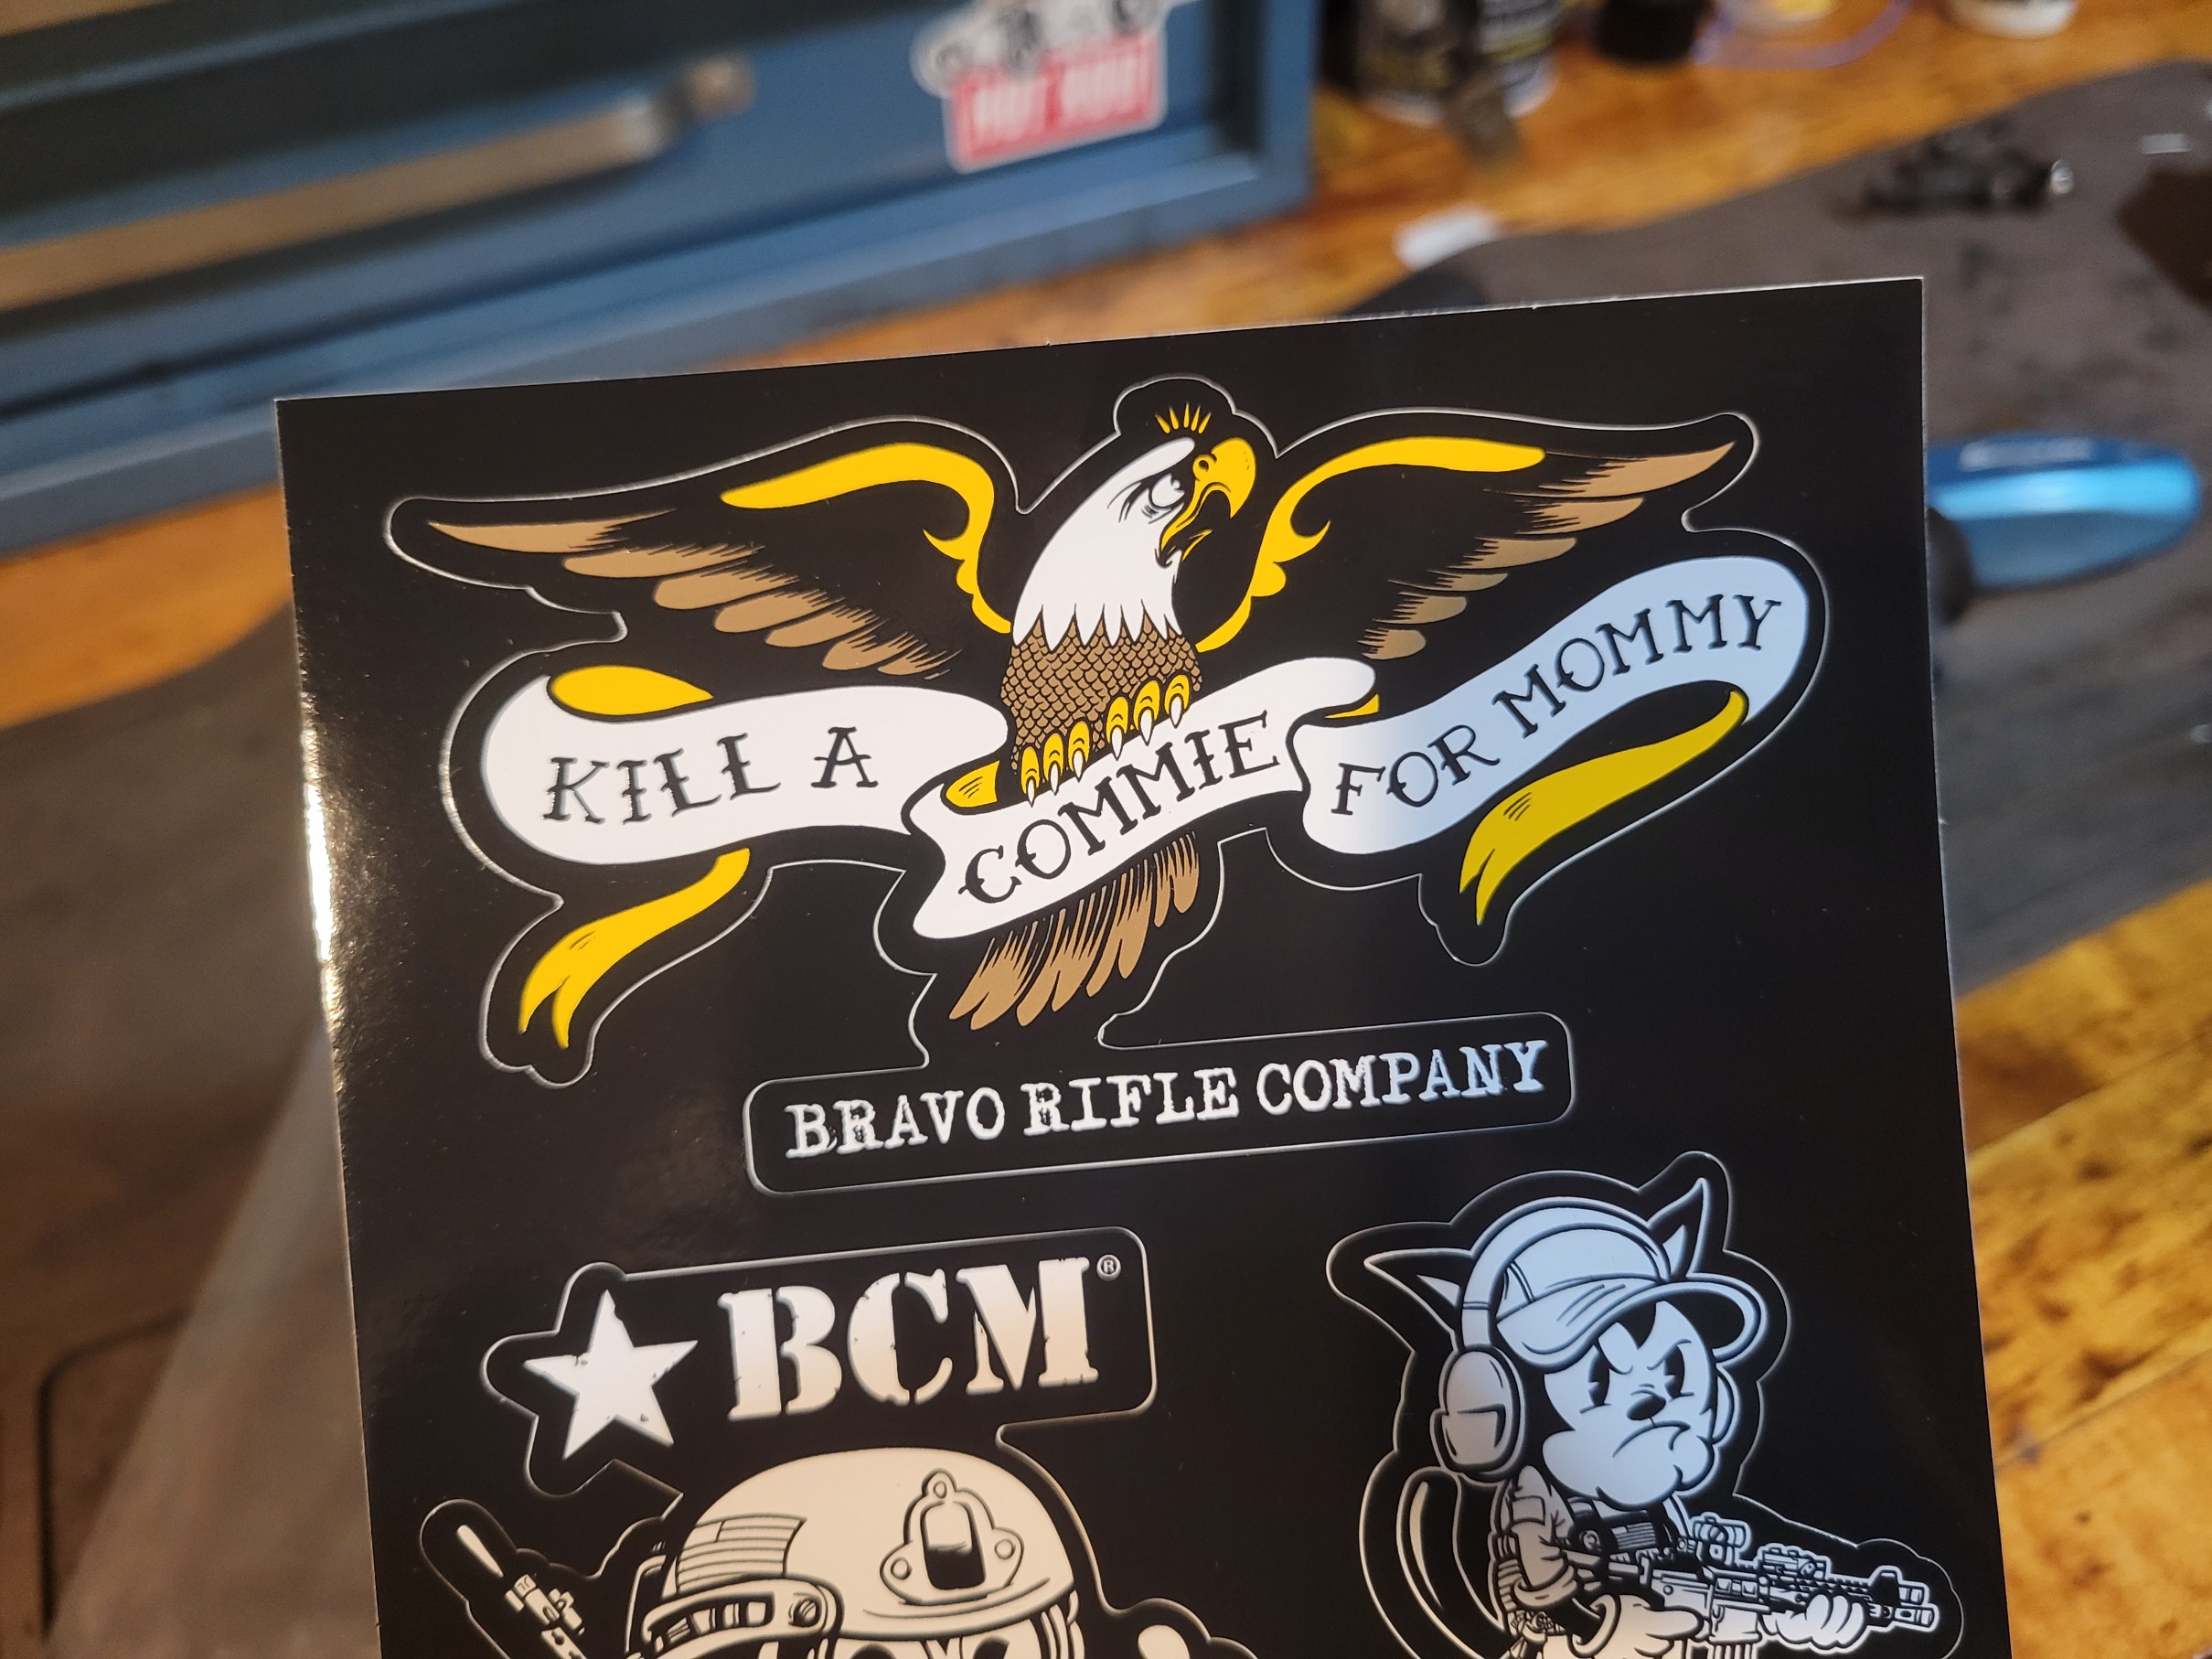 KILL A COMMIE FOR MOMMY
BRAVO RIFLE COMPANY
BCM®